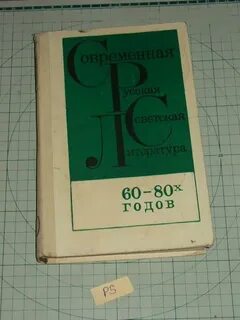 Современная
Русская
Советская
Литература
60-80х
годов
PS